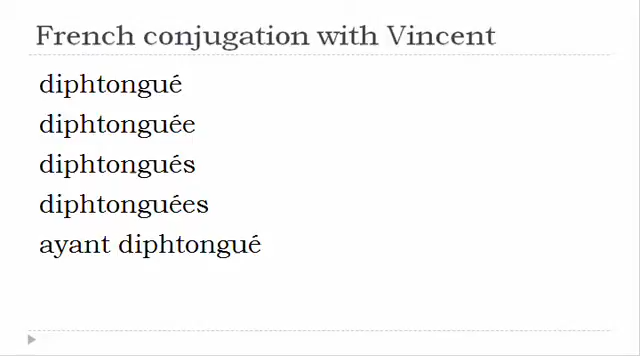 French conjugation with Vincent
diphtongué
diphtonguée
diphtongués
diphtonguées
ayant diphtongué